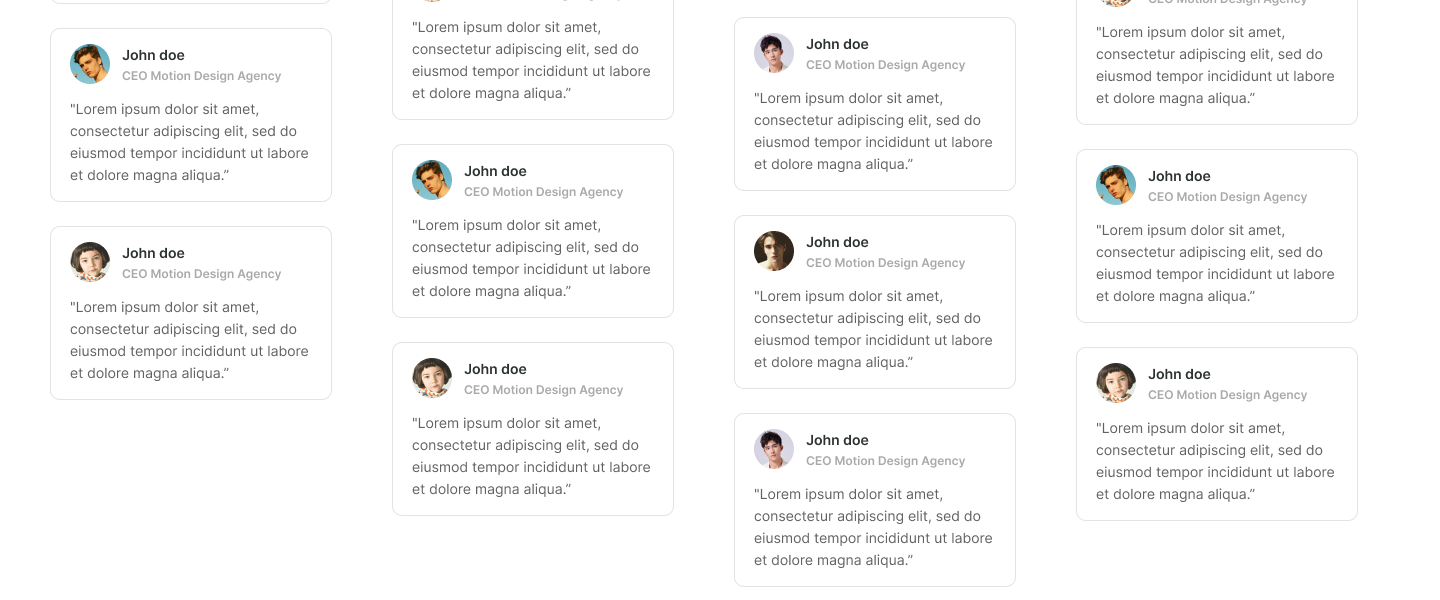 John doe
CEO Motion Design Agency
"Lorem ipsum dolor sit amet,
consectetur adipiscing elit, sed do
eiusmod tempor incididunt ut labore
et dolore magna aliqua.”
John doe
CEO Motion Design Agency
"Lorem ipsum dolor sit amet,
consectetur adipiscing elit, sed do
eiusmod tempor incididunt ut labore
et dolore magna aliqua.”
"Lorem ipsum dolor sit amet,
consectetur adipiscing elit, sed do
eiusmod tempor incididunt ut labore
et dolore magna aliqua.”
John doe
CEO Motion Design Agency
"Lorem ipsum dolor sit amet,
consectetur adipiscing elit, sed do
eiusmod tempor incididunt ut labore
et dolore magna aliqua.”
John doe
CEO Motion Design Agency
"Lorem ipsum dolor sit amet,
consectetur adipiscing elit, sed do
eiusmod tempor incididunt ut labore
et dolore magna aliqua.”
John doe
CEO Motion Design Agency
"Lorem ipsum dolor sit amet,
consectetur adipiscing elit, sed do
eiusmod tempor incididunt ut labore
et dolore magna aliqua.”
John doe
CEO Motion Design Agency
"Lorem ipsum dolor sit amet,
consectetur adipiscing elit, sed do
eiusmod tempor incididunt ut labore
et dolore magna aliqua.”
John doe
CEO Motion Design Agency
"Lorem ipsum dolor sit amet,
consectetur adipiscing elit, sed do
eiusmod tempor incididunt ut labore
et dolore magna aliqua.”
CEO Motion Design Agency
"Lorem ipsum dolor sit amet,
consectetur adipiscing elit, sed do
eiusmod tempor incididunt ut labore
et dolore magna aliqua.”
John doe
CEO Motion Design Agency
"Lorem ipsum dolor sit amet,
consectetur adipiscing elit, sed do
eiusmod tempor incididunt ut labore
et dolore magna aliqua.”
John doe
CEO Motion Design Agency
"Lorem ipsum dolor sit amet,
consectetur adipiscing elit, sed do
eiusmod tempor incididunt ut labore
et dolore magna aliqua.”